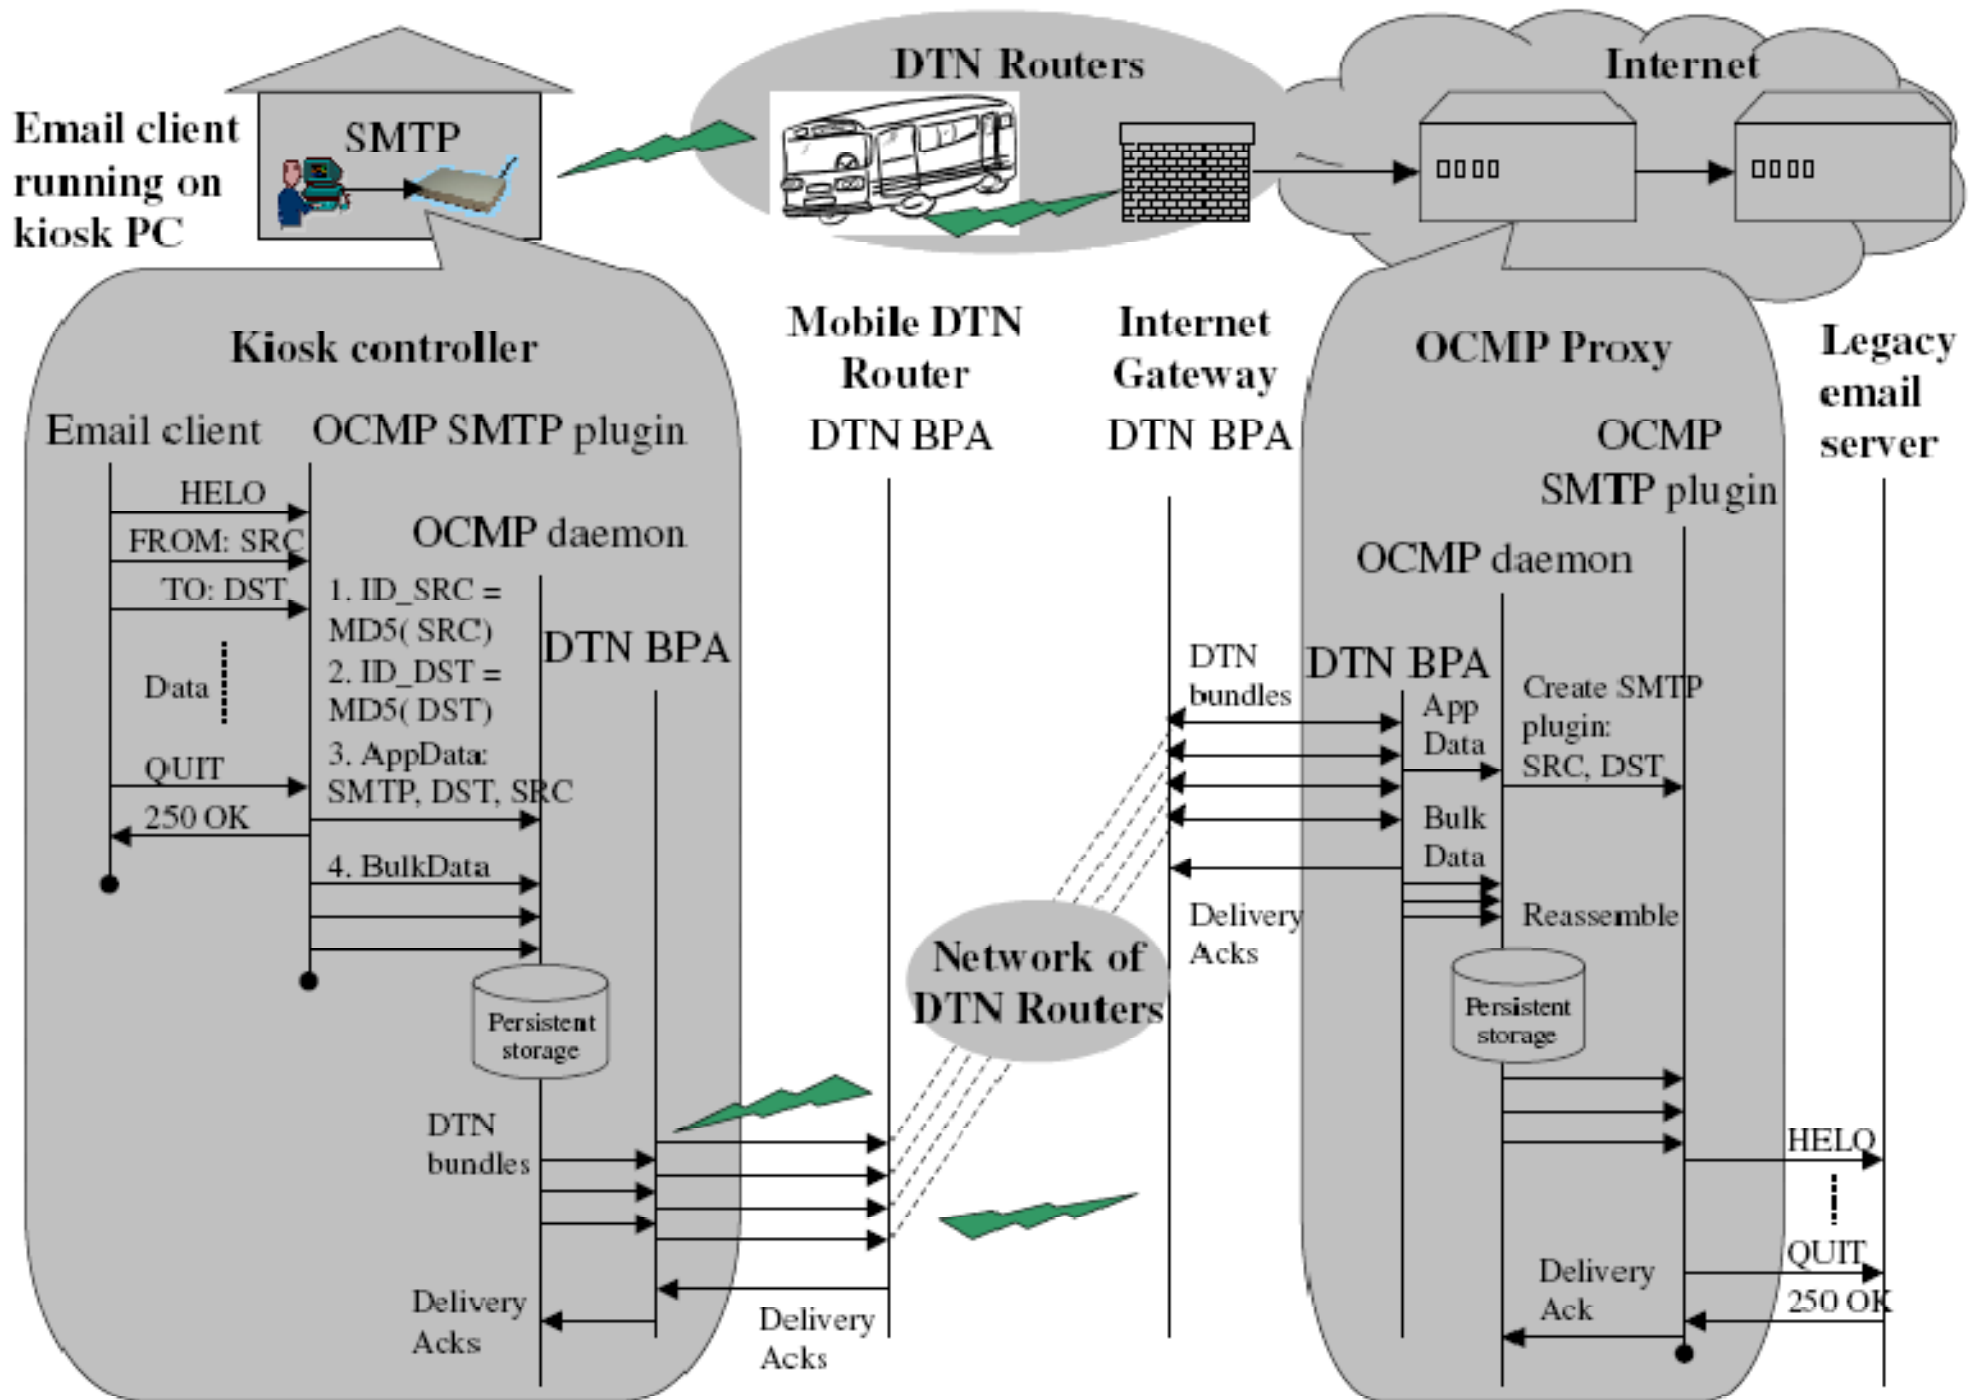 DTN Routers
Internet
Email client
running on
kiosk PC
SMTP
Kiosk controller
Mobile DTN
Router
DTN BPA
Internet
Gateway
DTN BPA
OCMP Proxy
Legacy
email
server
Email client
OCMP SMTP plugin
OCMP
SMTP plugin
HELO
FROM: SRC
TO: DST
Data
QUIT
250 OK
OCMP daemon
1. ID_SRC =
MD5( SRC)
2. ID_DST =
MD5( DST)
3. AppData:
SMTP, DST, SRC
4. BulkData
DTN BPA
Persistent
storage
DTN
bundles
Delivery
Acks
Delivery
Acks
Network of
DTN Routers
DTN
bundles
Delivery
Acks
OCMP daemon
DTN BPA
App
Data
Create SMTP
plugin:
SRC, DST
Bulk
Data
Reassemble
Persistent
storage
HELO
QUIT
250 OK
Delivery
Ack